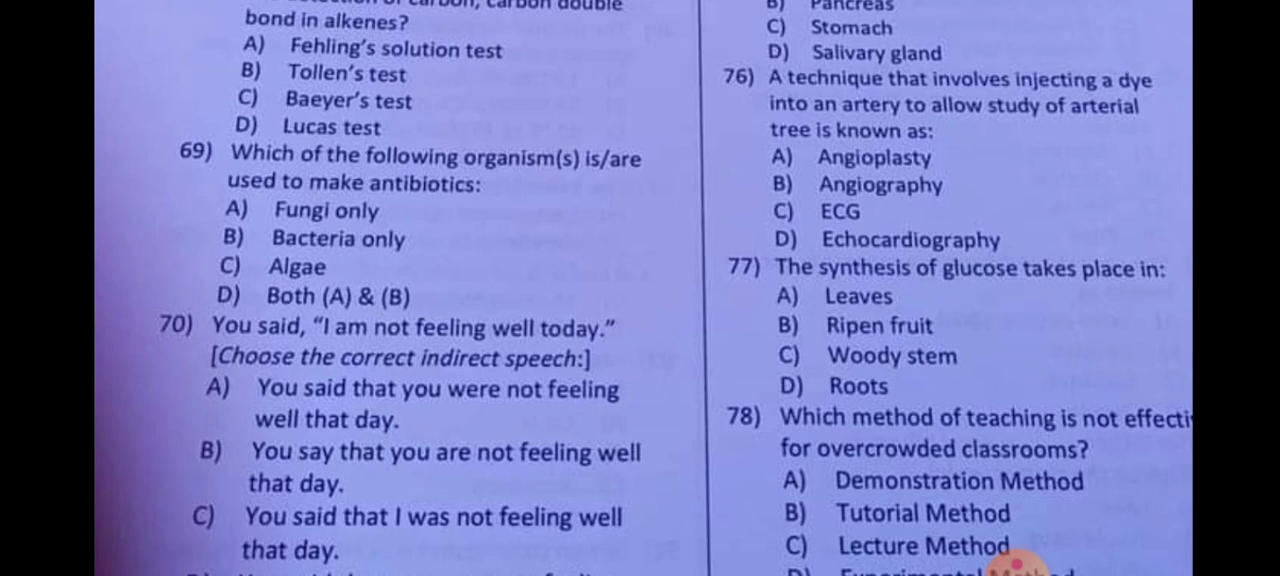 bond in alkenes?
A) Fehling's solution test
B) Tollen's test
C) Baeyer's test
D) Lucas test
69) Which of the following organism(s) is/are
used to make antibiotics:
A) Fungi only
B) Bacteria only
C) Algae
D) Both (A) & (B)
70) You said, "I am not feeling well today."
[Choose the correct indirect speech:]
A) You said that you were not feeling
well that day.
B) You say that you are not feeling well
that day.
C) You said that I was not feeling well
that day.
B) Pancreas
C) Stomach
D) Salivary gland
76) A technique that involves injecting a dye
into an artery to allow study of arterial
tree is known as:
A) Angioplasty
B) Angiography
C) ECG
D) Echocardiography
77) The synthesis of glucose takes place in:
A) Leaves
B) Ripen fruit
C) Woody stem
D) Roots
78) Which method of teaching is not effecti
for overcrowded classrooms?
A) Demonstration Method
B) Tutorial Method
C) Lecture Method